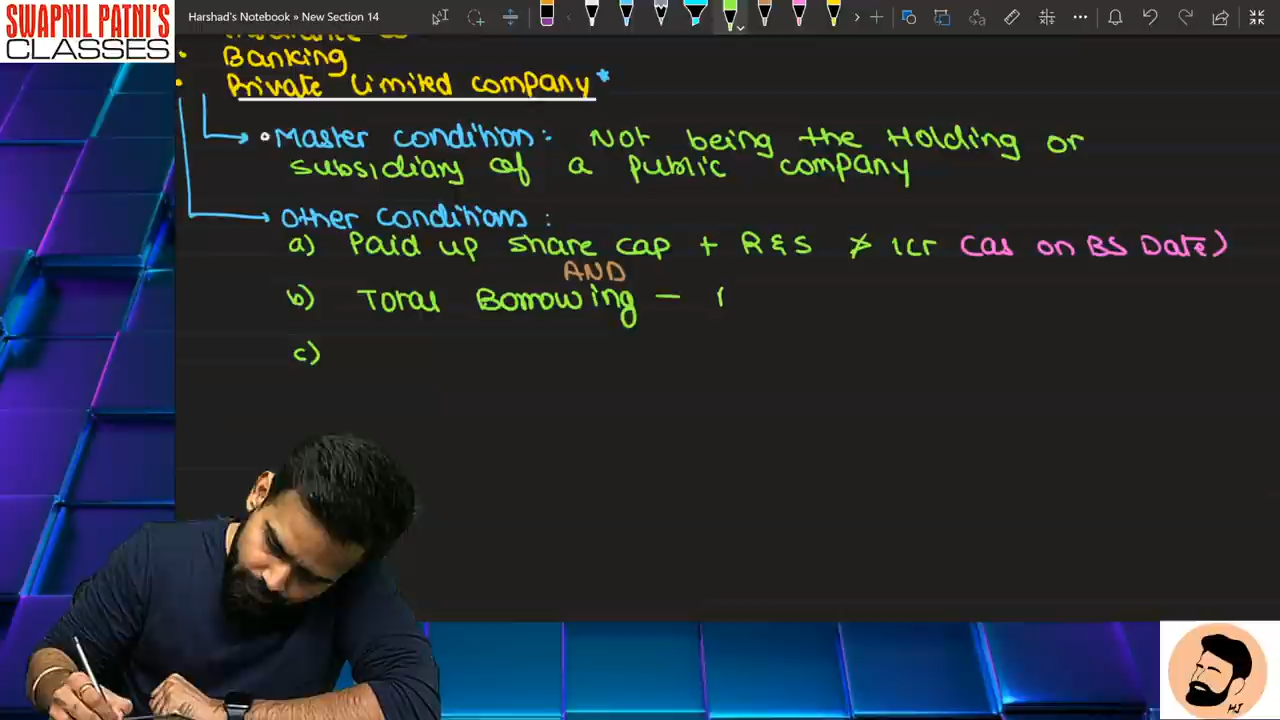 SWAPNIL PATNI'S
CLASSES
Harshad's Notebook » New Section 14
Banking
Private Limited company*
Master condition: Not being the Holding or
subsidiary of a public company
Other conditions:
a) Paid up share cap + R & S ≯ 1cr (as on BS Date)
AND
b) Total Borrowing -
c)
HJ